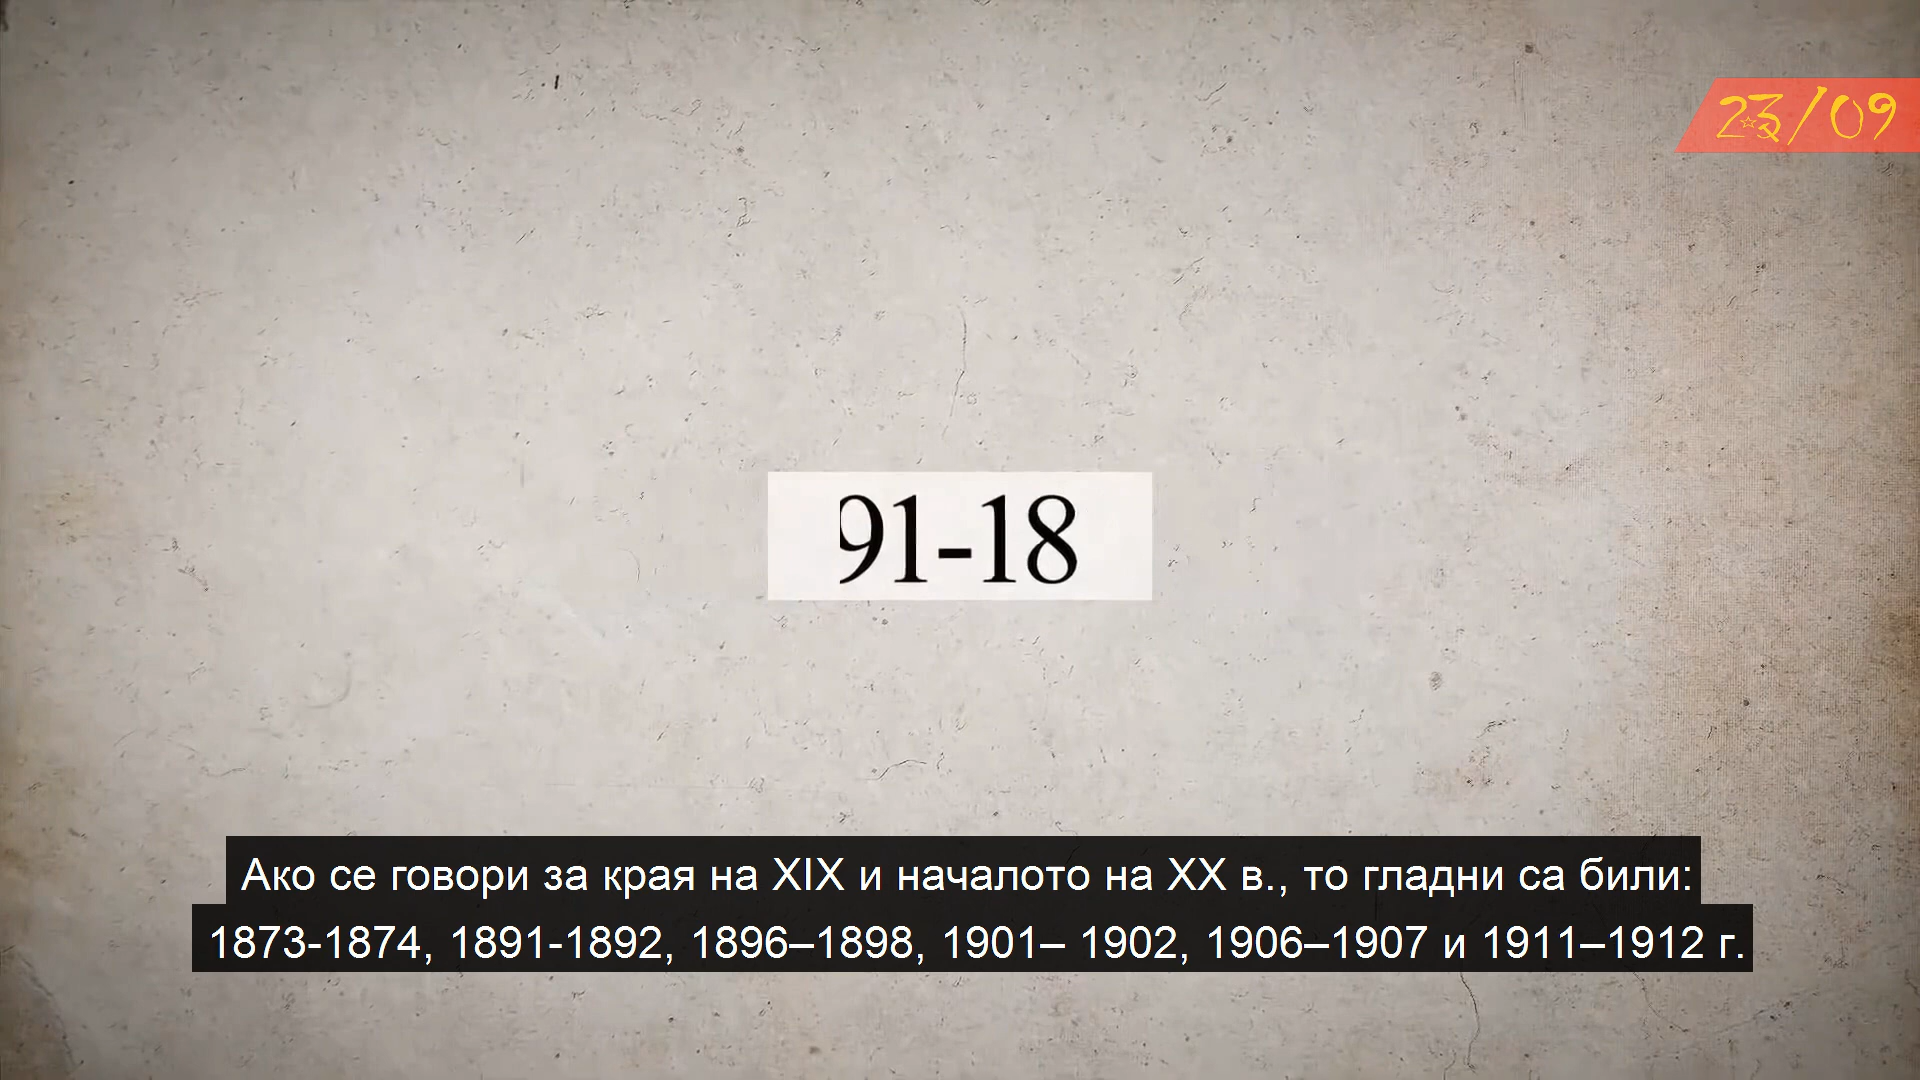 23/09
91-18
Ако се говори за края на XIX и началото на XX в., то гладни са били:
1873-1874, 1891-1892, 1896–1898, 1901– 1902, 1906–1907 и 1911–1912 г.